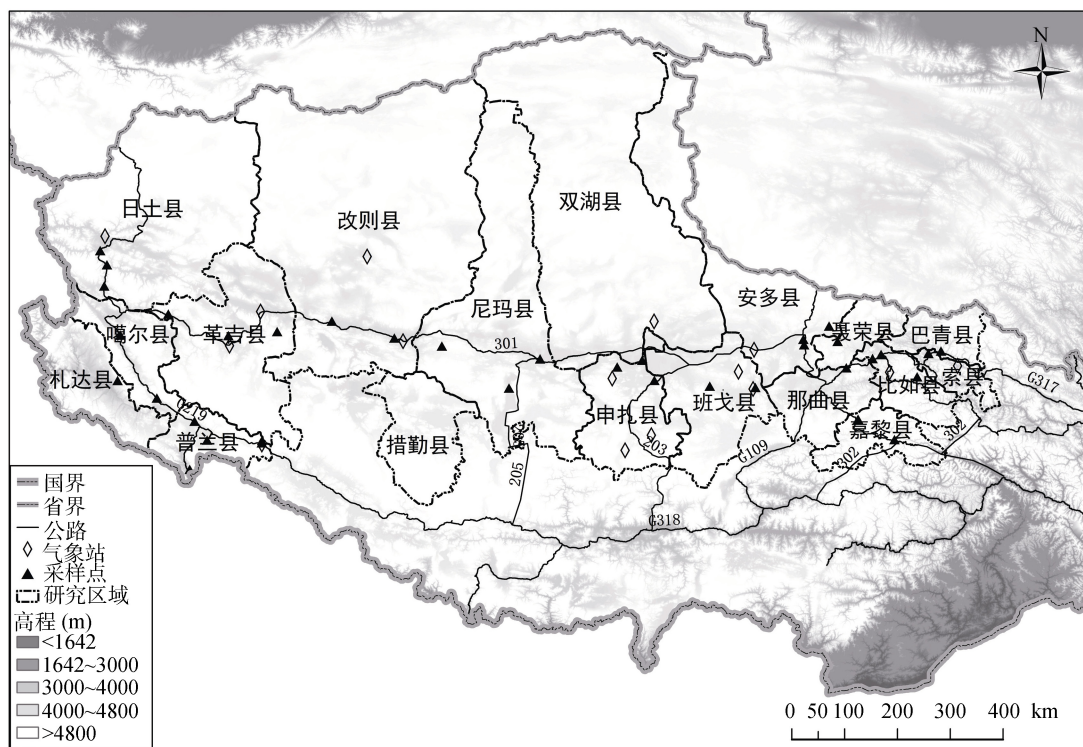 N
日土县
改则县
双湖县
尼玛县
安多县
噶尔县
革吉县
聂荣县
巴青县
301
札达县
班戈县
那曲县
比如县
索县
G317
申扎县
G219
普兰县
措勤县
嘉黎县
203
302
G109
302
205
205
G318
国界
省界
公路
气象站
采样点
研究区域
高程 (m)
<1642
1642~3000
3000~4000
4000~4800
>4800
0 50 100 200 300 400 km